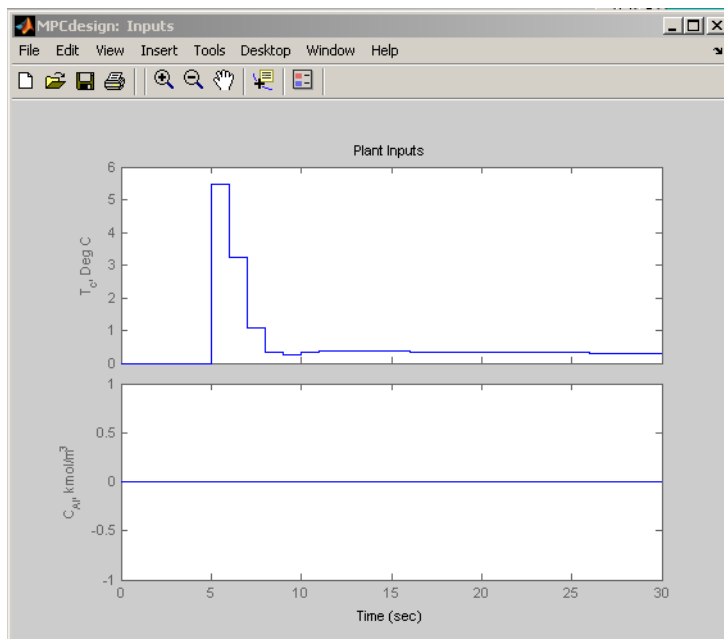 MPCdesign: Inputs
File Edit View Insert Tools Desktop Window Help
Plant Inputs
6
5
4
3
2
1
0
T_c, Deg C
1
0.5
0
-0.5
-1
C_AI, kmol/m^3
0 5 10 15 20 25 30
Time (sec)